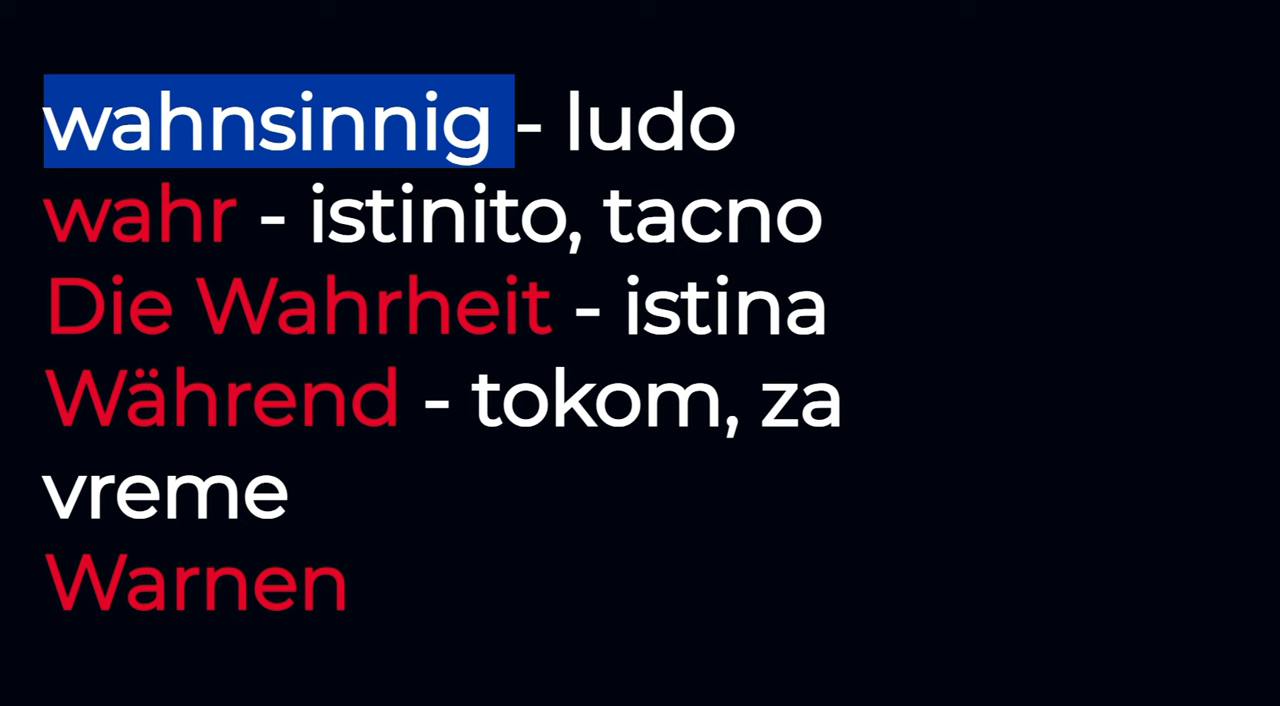 wahnsinnig - ludo
wahr - istinito, tacno
Die Wahrheit - istina
Während - tokom, za
vreme
Warnen